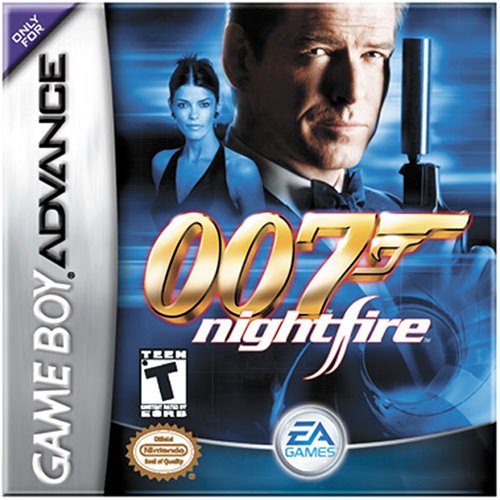 ONLY
FOR
GAME BOY ADVANCE
007
nightfire
TM
TEEN
T
CONTENT RATED BY
ESRB
Official
Nintendo
Seal of Quality
EA
GAMES